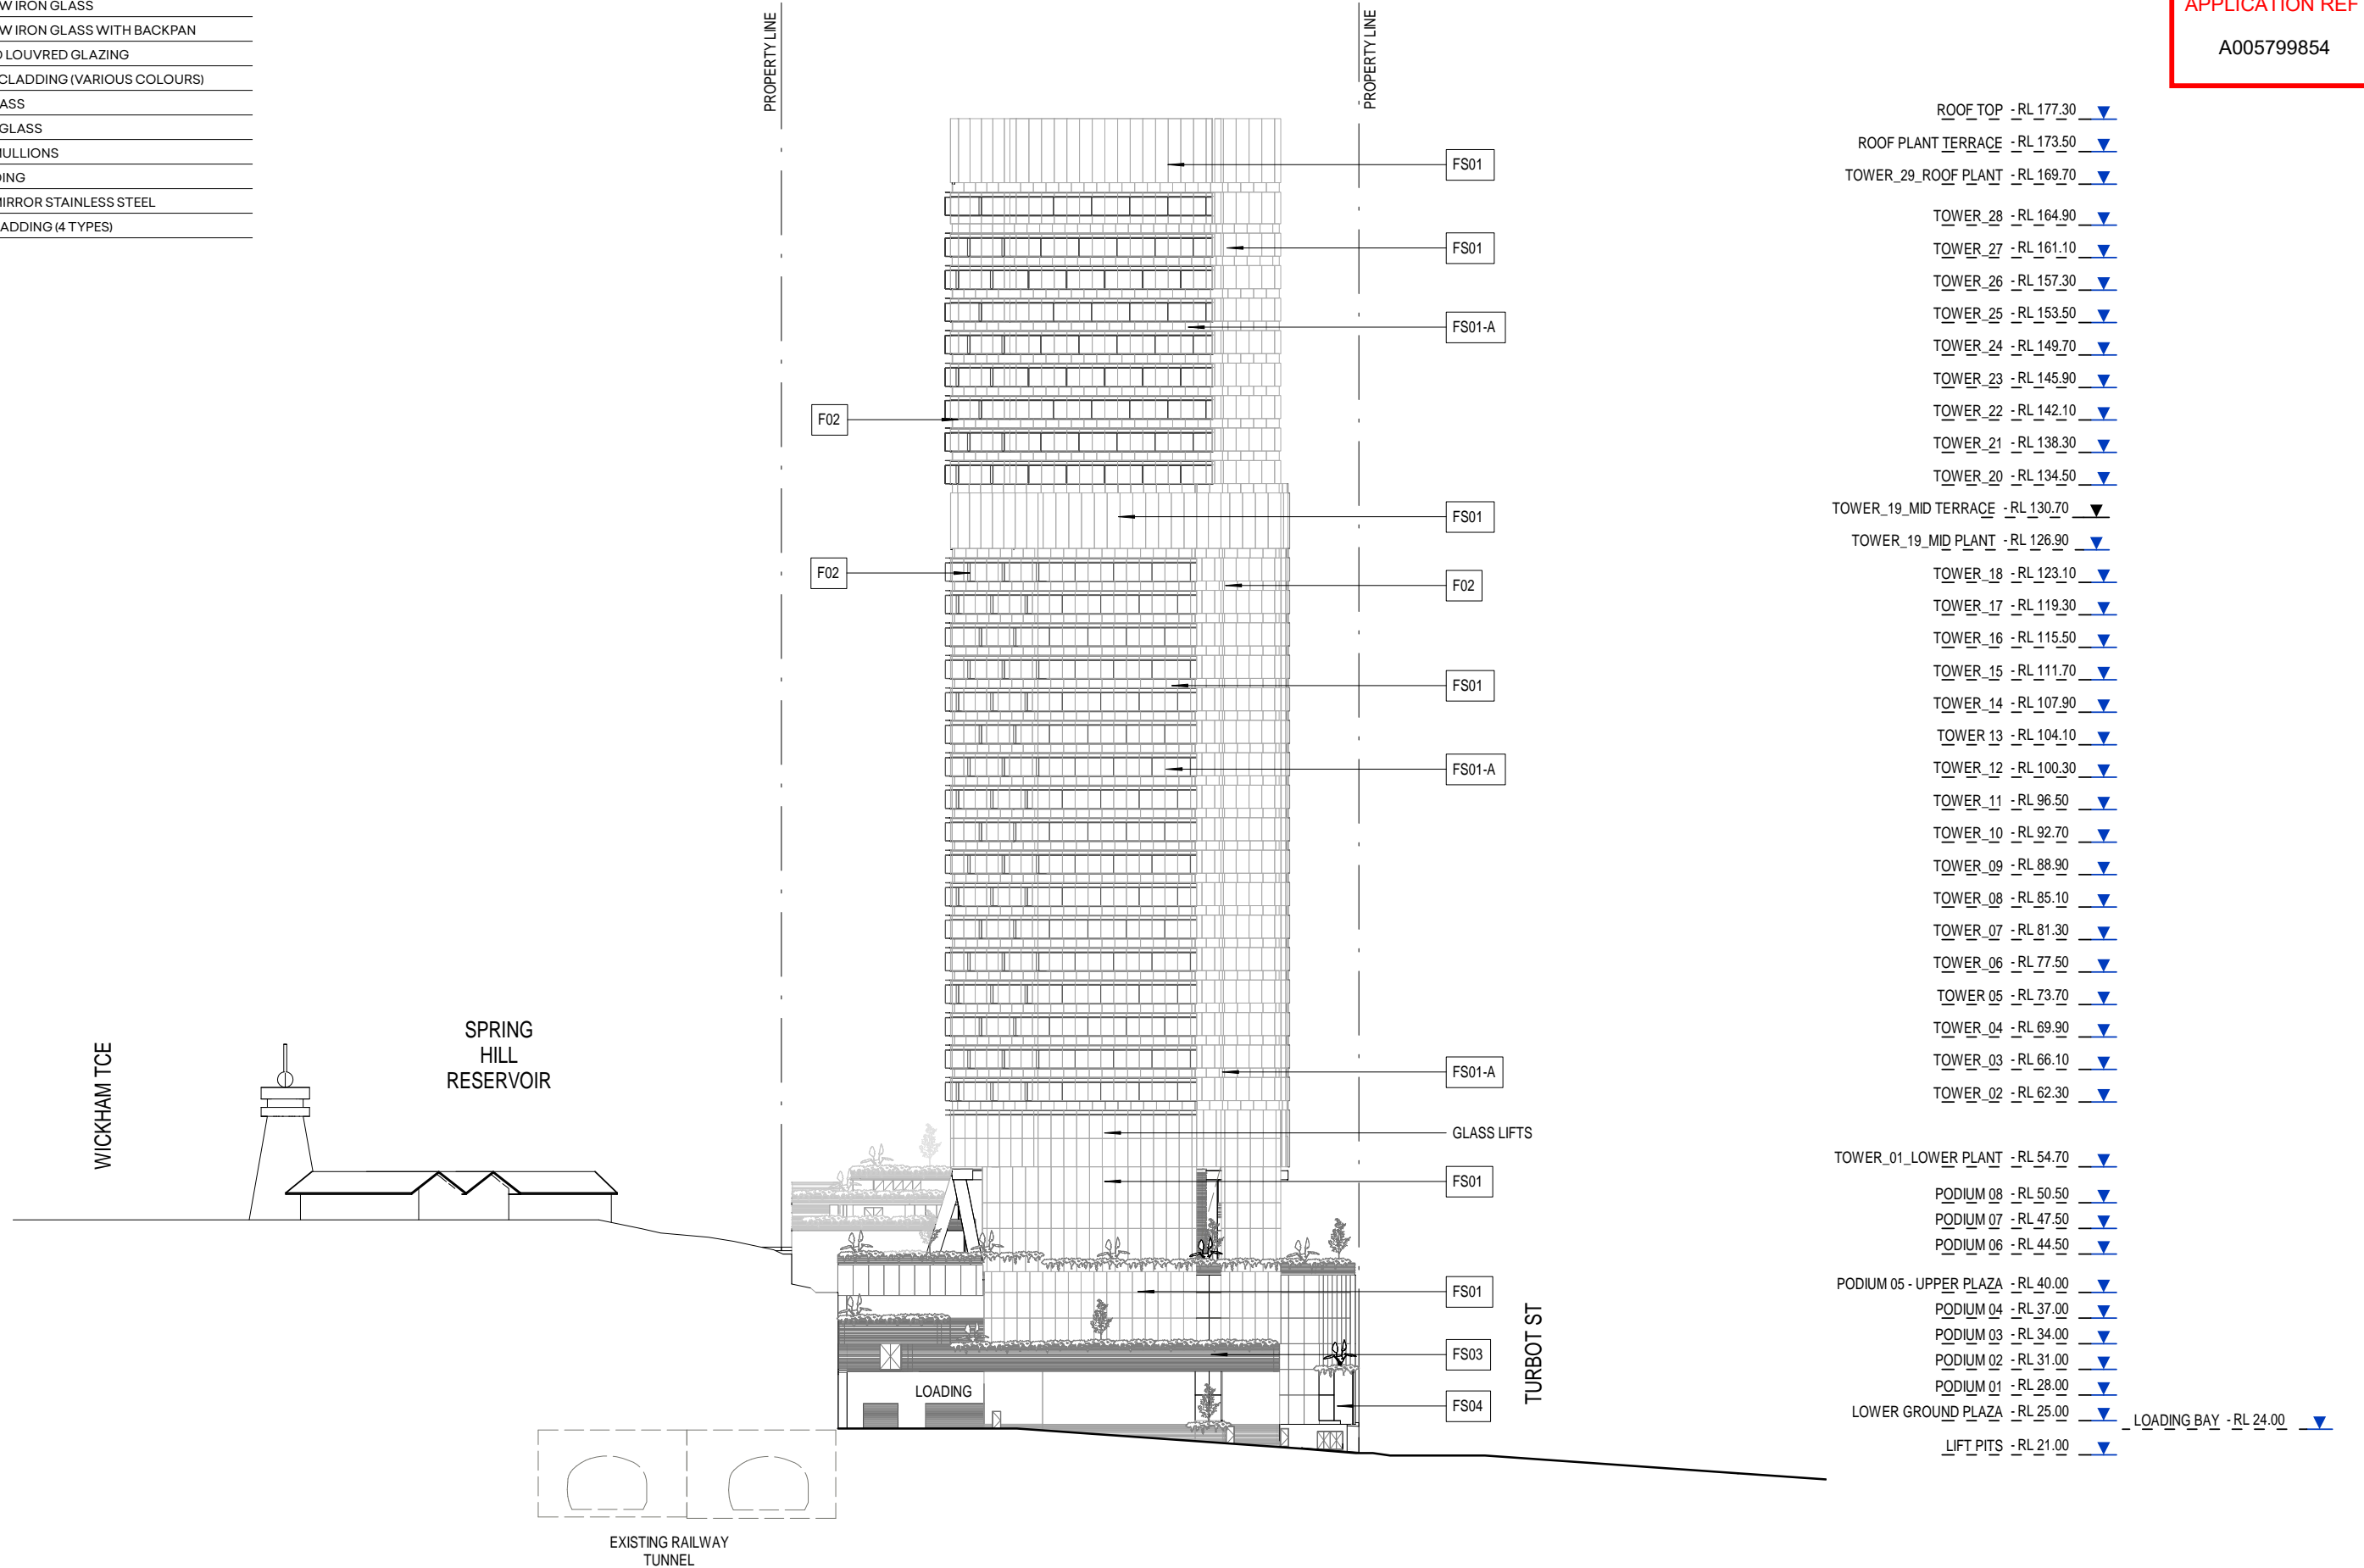 W IRON GLASS
W IRON GLASS WITH BACKPAN
LOUVRED GLAZING
CLADDING (VARIOUS COLOURS)
ASS
GLASS
MULLIONS
DING
MIRROR STAINLESS STEEL
ADDING (4 TYPES)
PROPERTY LINE
PROPERTY LINE
APPLICATION REF
A005799854
FS01
FS01
FS01-A
F02
FS01
F02
F02
FS01
FS01-A
FS01-A
GLASS LIFTS
FS01
FS01
FS03
FS04
ROOF TOP - RL 177.30
ROOF PLANT TERRACE - RL 173.50
TOWER_29_ROOF PLANT - RL 169.70
TOWER_28 - RL 164.90
TOWER_27 - RL 161.10
TOWER_26 - RL 157.30
TOWER_25 - RL 153.50
TOWER_24 - RL 149.70
TOWER_23 - RL 145.90
TOWER_22 - RL 142.10
TOWER_21 - RL 138.30
TOWER_20 - RL 134.50
TOWER_19_MID TERRACE - RL 130.70
TOWER_19_MID PLANT - RL 126.90
TOWER_18 - RL 123.10
TOWER_17 - RL 119.30
TOWER_16 - RL 115.50
TOWER_15 - RL 111.70
TOWER_14 - RL 107.90
TOWER 13 - RL 104.10
TOWER_12 - RL 100.30
TOWER_11 - RL 96.50
TOWER_10 - RL 92.70
TOWER_09 - RL 88.90
TOWER_08 - RL 85.10
TOWER_07 - RL 81.30
TOWER_06 - RL 77.50
TOWER 05 - RL 73.70
TOWER_04 - RL 69.90
TOWER_03 - RL 66.10
TOWER_02 - RL 62.30
TOWER_01_LOWER PLANT - RL 54.70
PODIUM 08 - RL 50.50
PODIUM 07 - RL 47.50
PODIUM 06 - RL 44.50
PODIUM 05 - UPPER PLAZA - RL 40.00
PODIUM 04 - RL 37.00
PODIUM 03 - RL 34.00
PODIUM 02 - RL 31.00
PODIUM 01 - RL 28.00
LOWER GROUND PLAZA - RL 25.00
LOADING BAY - RL 24.00
LIFT PITS - RL 21.00
WICKHAM TCE
SPRING
HILL
RESERVOIR
LOADING
TURBOT ST
EXISTING RAILWAY
TUNNEL